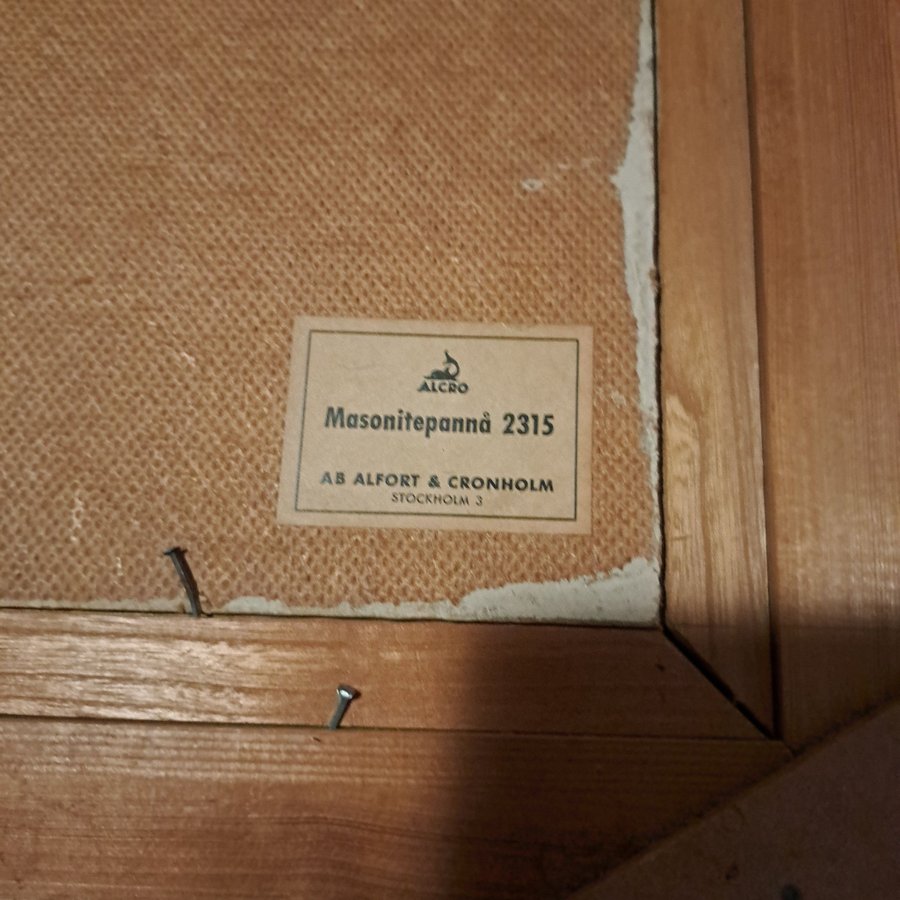 ALCRO
Masonitepannå 2315
AB ALFORT & CRONHOLM
STOCKHOLM 3